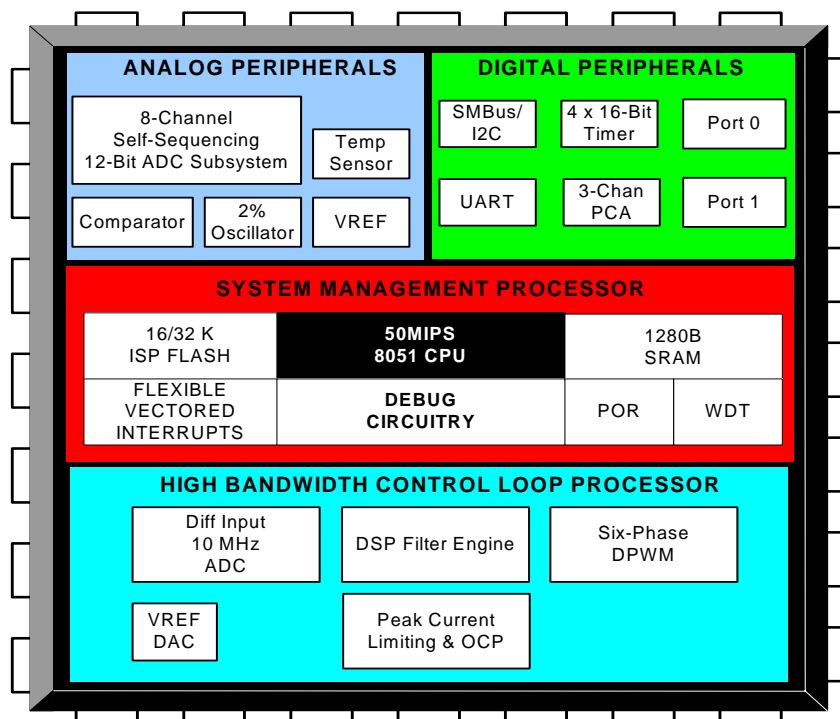 ANALOG PERIPHERALS
8-Channel
Self-Sequencing
12-Bit ADC Subsystem
Temp
Sensor
Comparator
2%
Oscillator
VREF
DIGITAL PERIPHERALS
SMBus/
I2C
4 x 16-Bit
Timer
Port 0
UART
3-Chan
PCA
Port 1
SYSTEM MANAGEMENT PROCESSOR
16/32 K
ISP FLASH
50MIPS
8051 CPU
1280B
SRAM
FLEXIBLE
VECTORED
INTERRUPTS
DEBUG
CIRCUITRY
POR
WDT
HIGH BANDWIDTH CONTROL LOOP PROCESSOR
Diff Input
10 MHz
ADC
DSP Filter Engine
Six-Phase
DPWM
VREF
DAC
Peak Current
Limiting & OCP